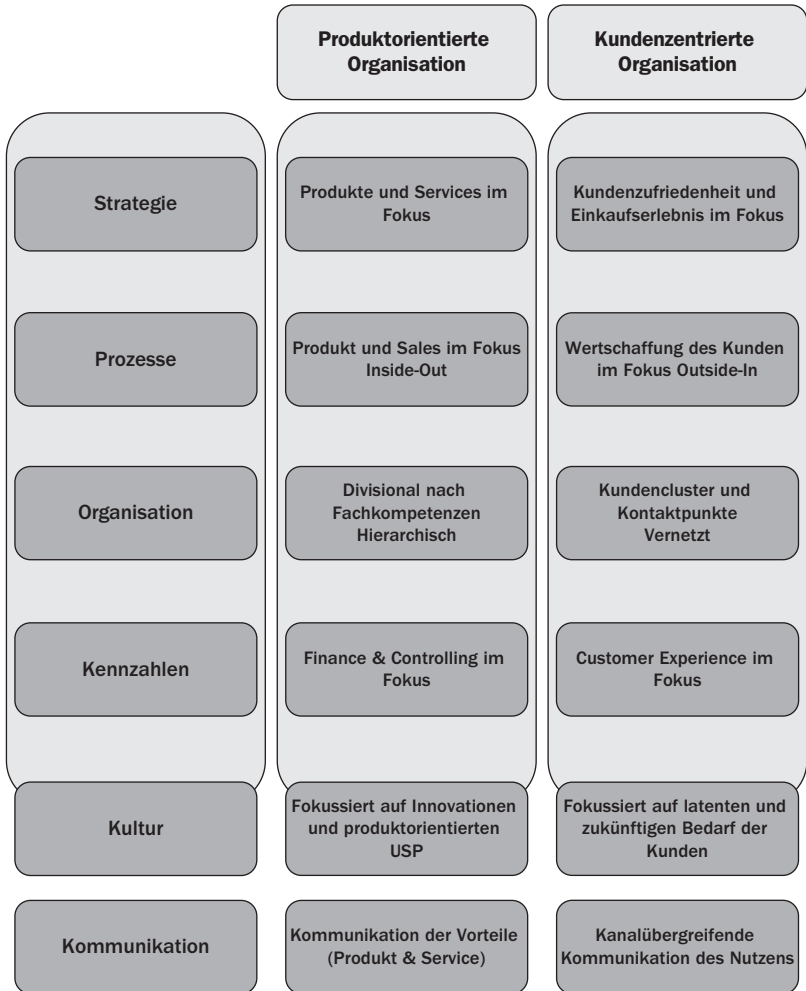 Produktorientierte
Organisation
Kundenzentrierte
Organisation
Strategie
Produkte und Services im
Fokus
Kundenzufriedenheit und
Einkaufserlebnis im Fokus
Prozesse
Produkt und Sales im Fokus
Inside-Out
Wertschaffung des Kunden
im Fokus Outside-In
Organisation
Divisional nach
Fachkompetenzen
Hierarchisch
Kundencluster und
Kontaktpunkte
Vernetzt
Kennzahlen
Finance & Controlling im
Fokus
Customer Experience im
Fokus
Kultur
Fokussiert auf Innovationen
und produktorientierten
USP
Fokussiert auf latenten und
zukünftigen Bedarf der
Kunden
Kommunikation
Kommunikation der Vorteile
(Produkt & Service)
Kanalübergreifende
Kommunikation des Nutzens